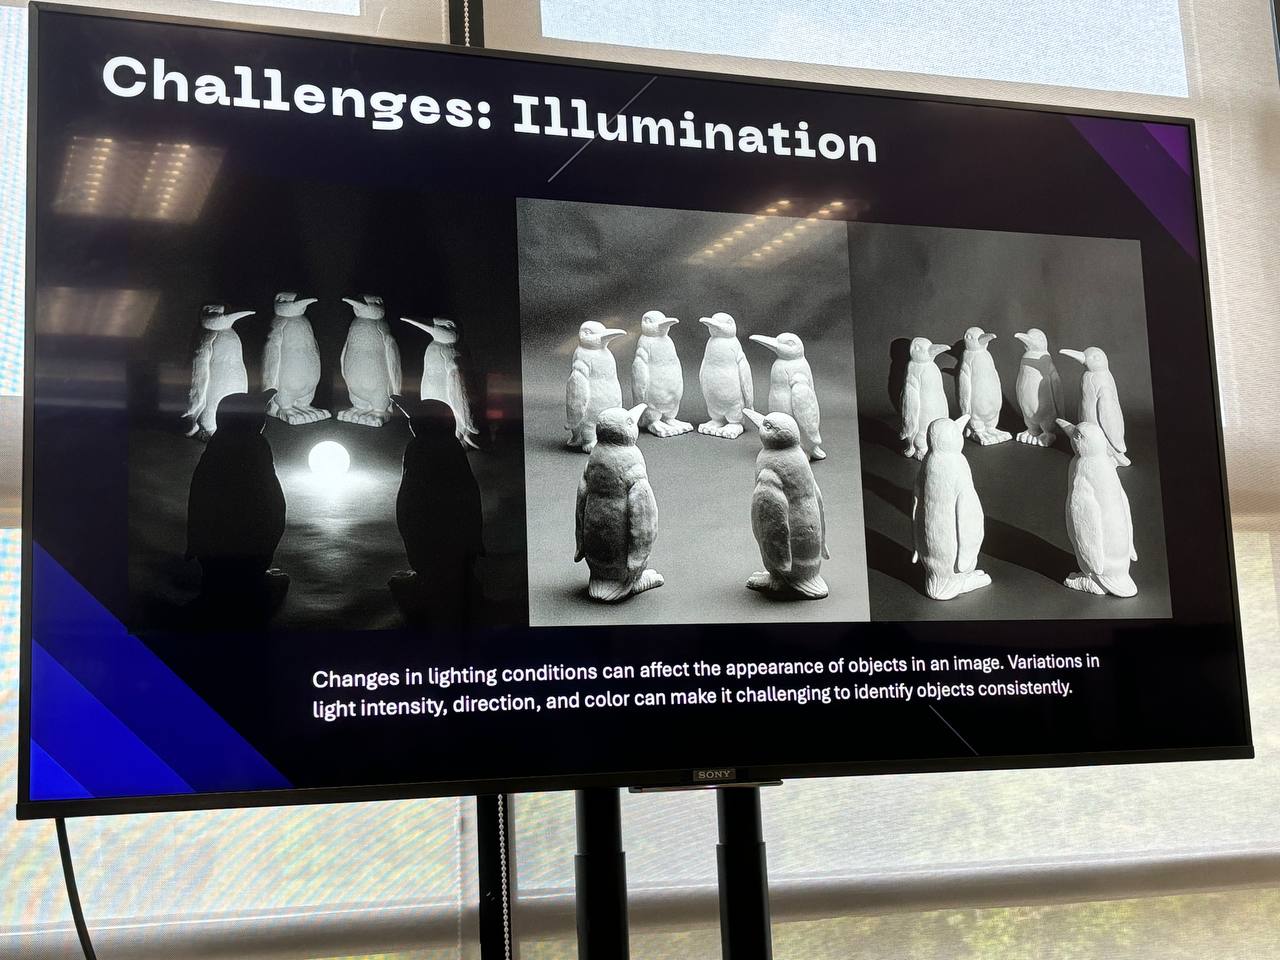 Challenges: Illumination
Changes in lighting conditions can affect the appearance of objects in an image. Variations in
light intensity, direction, and color can make it challenging to identify objects consistently.
SONY